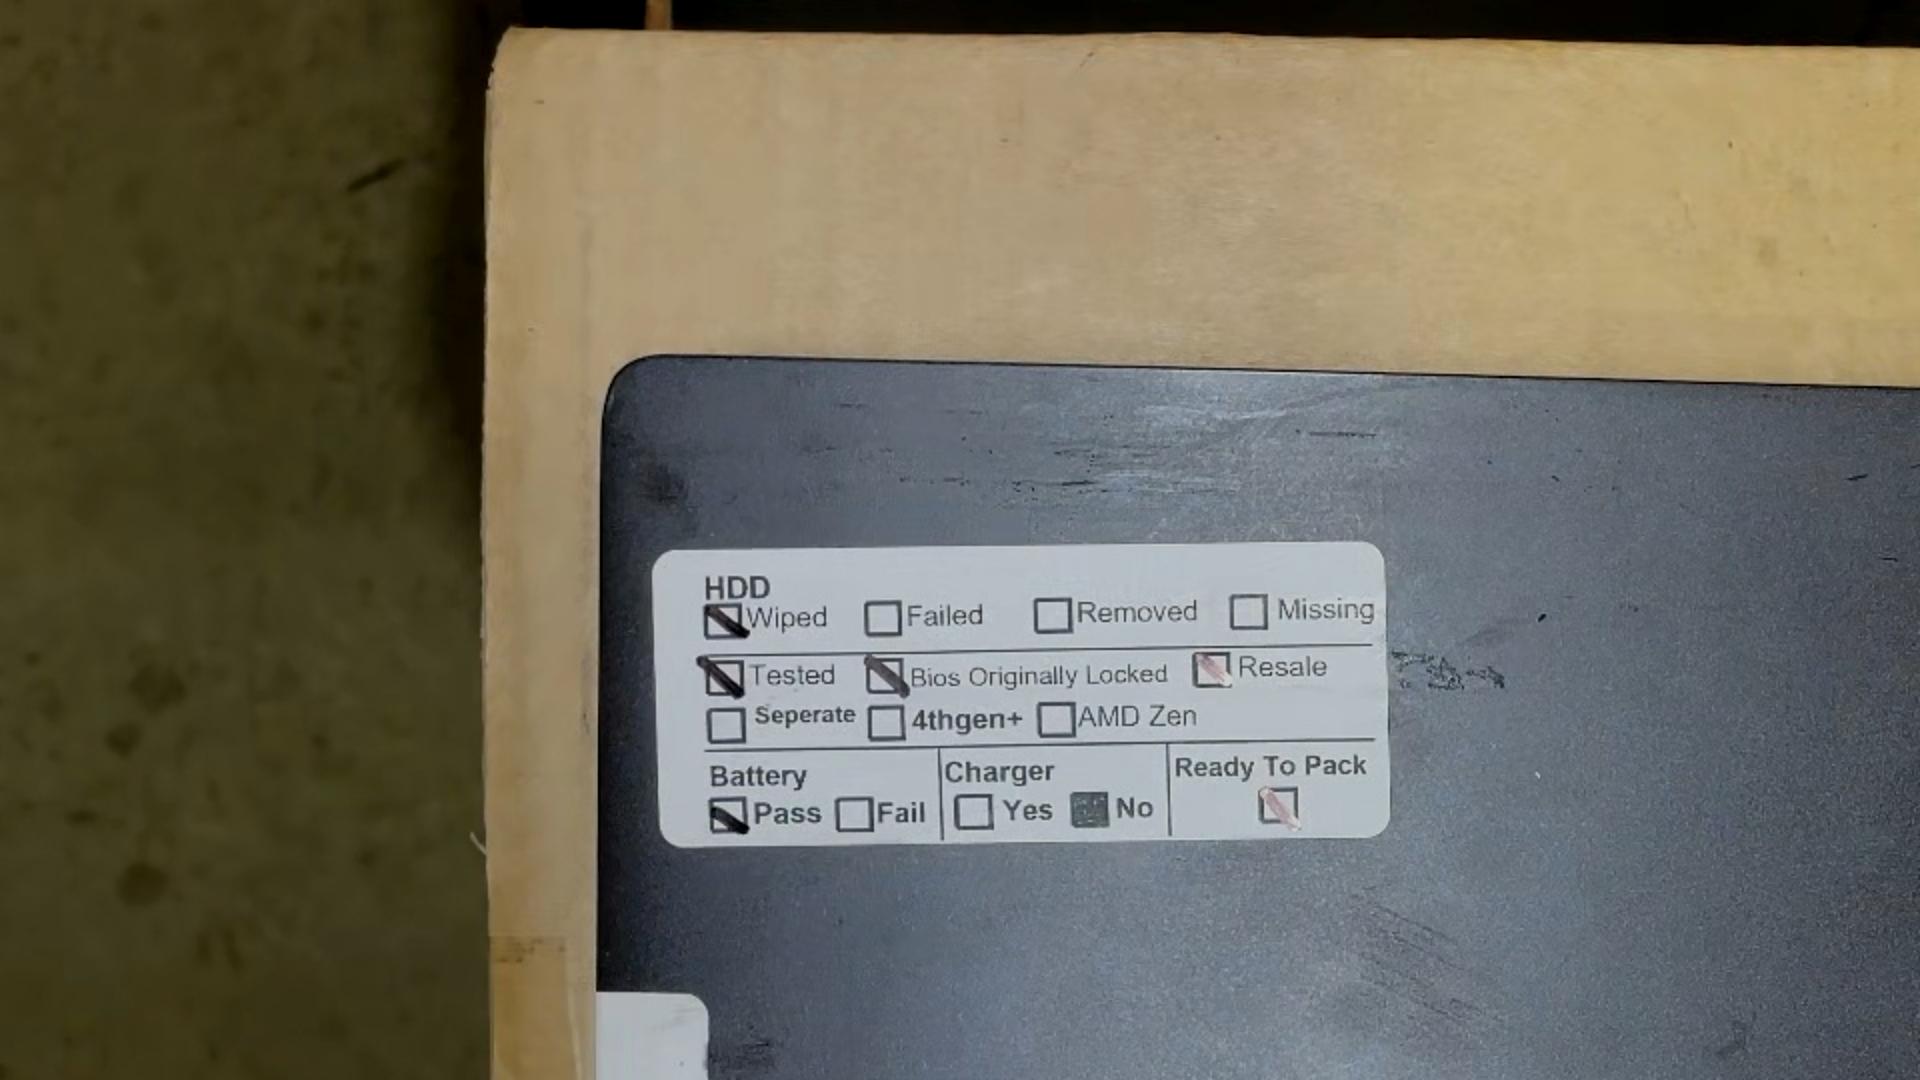 HDD
Wiped Failed Removed Missing
Tested Bios Originally Locked Resale
Seperate 4thgen+ AMD Zen
Battery Charger Ready To Pack
Pass Fail Yes No